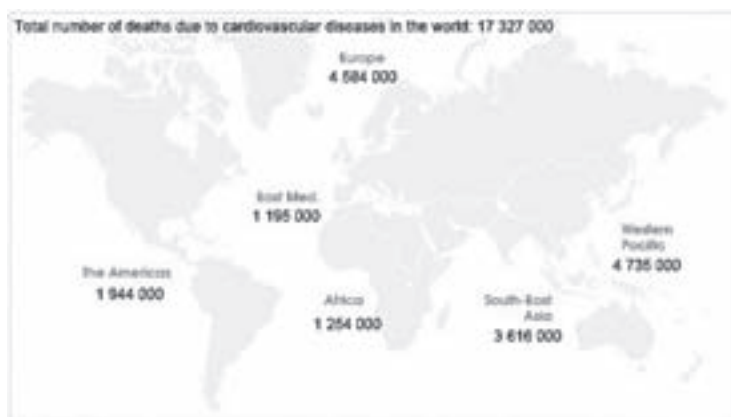 Total number of deaths due to cardiovascular diseases in the world: 17 327 000
Europe
4 584 000
East Med.
1 195 000
Western
Pacific
4 735 000
The Americas
1 944 000
Africa
1 254 000
South-East
Asia
3 616 000